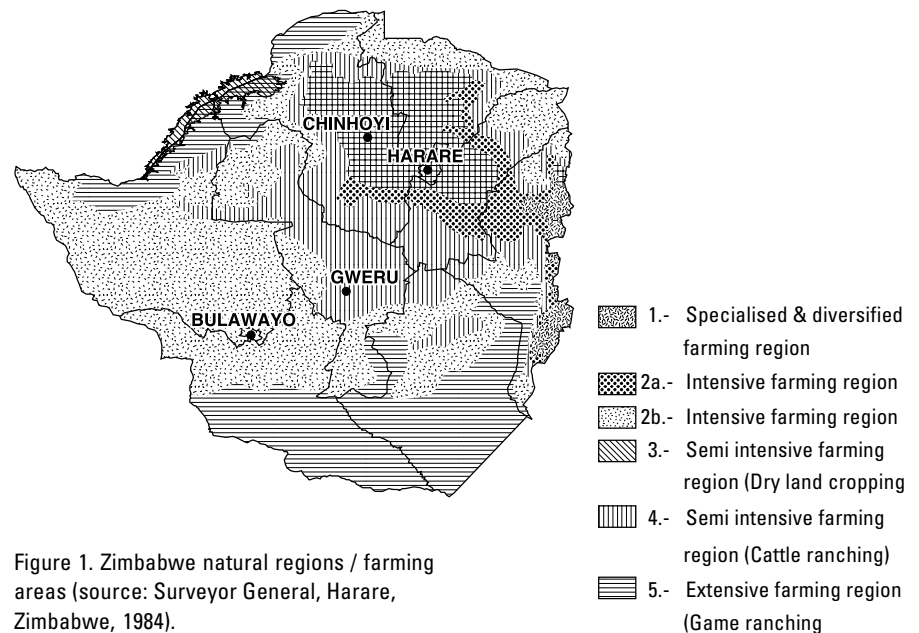 CHINHOYI
HARARE
GWERU
BULAWAYO
1.- Specialised & diversified
farming region
2a.- Intensive farming region
2b.- Intensive farming region
3.- Semi intensive farming
region (Dry land cropping
4.- Semi intensive farming
region (Cattle ranching)
5.- Extensive farming region
(Game ranching
Figure 1. Zimbabwe natural regions / farming
areas (source: Surveyor General, Harare,
Zimbabwe, 1984).